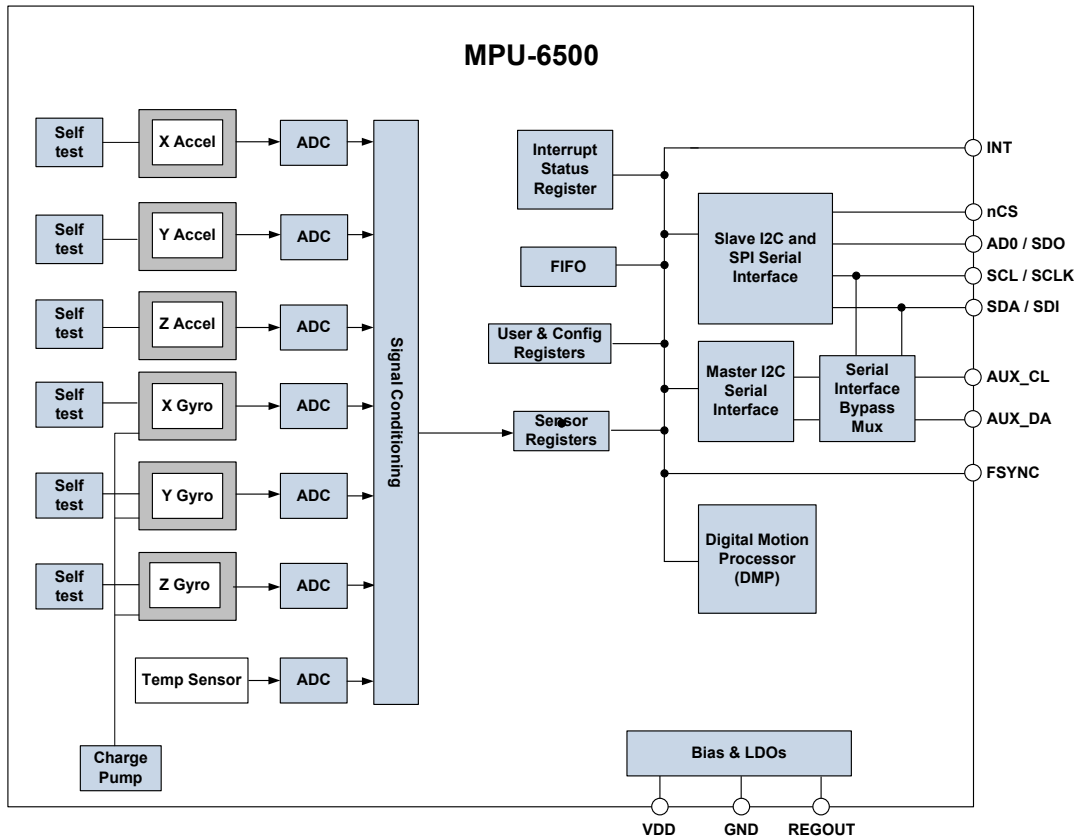 MPU-6500
Self
test
X Accel
ADC
Self
test
Y Accel
ADC
Self
test
Z Accel
ADC
Self
test
X Gyro
ADC
Self
test
Y Gyro
ADC
Self
test
Z Gyro
ADC
Temp Sensor
ADC
Charge
Pump
Signal Conditioning
Interrupt
Status
Register
FIFO
User & Config
Registers
Sensor
Registers
Slave I2C and
SPI Serial
Interface
Master I2C
Serial
Interface
Serial
Interface
Bypass
Mux
Digital Motion
Processor
(DMP)
Bias & LDOs
INT
nCS
AD0 / SDO
SCL / SCLK
SDA / SDI
AUX_CL
AUX_DA
FSYNC
VDD
GND
REGOUT